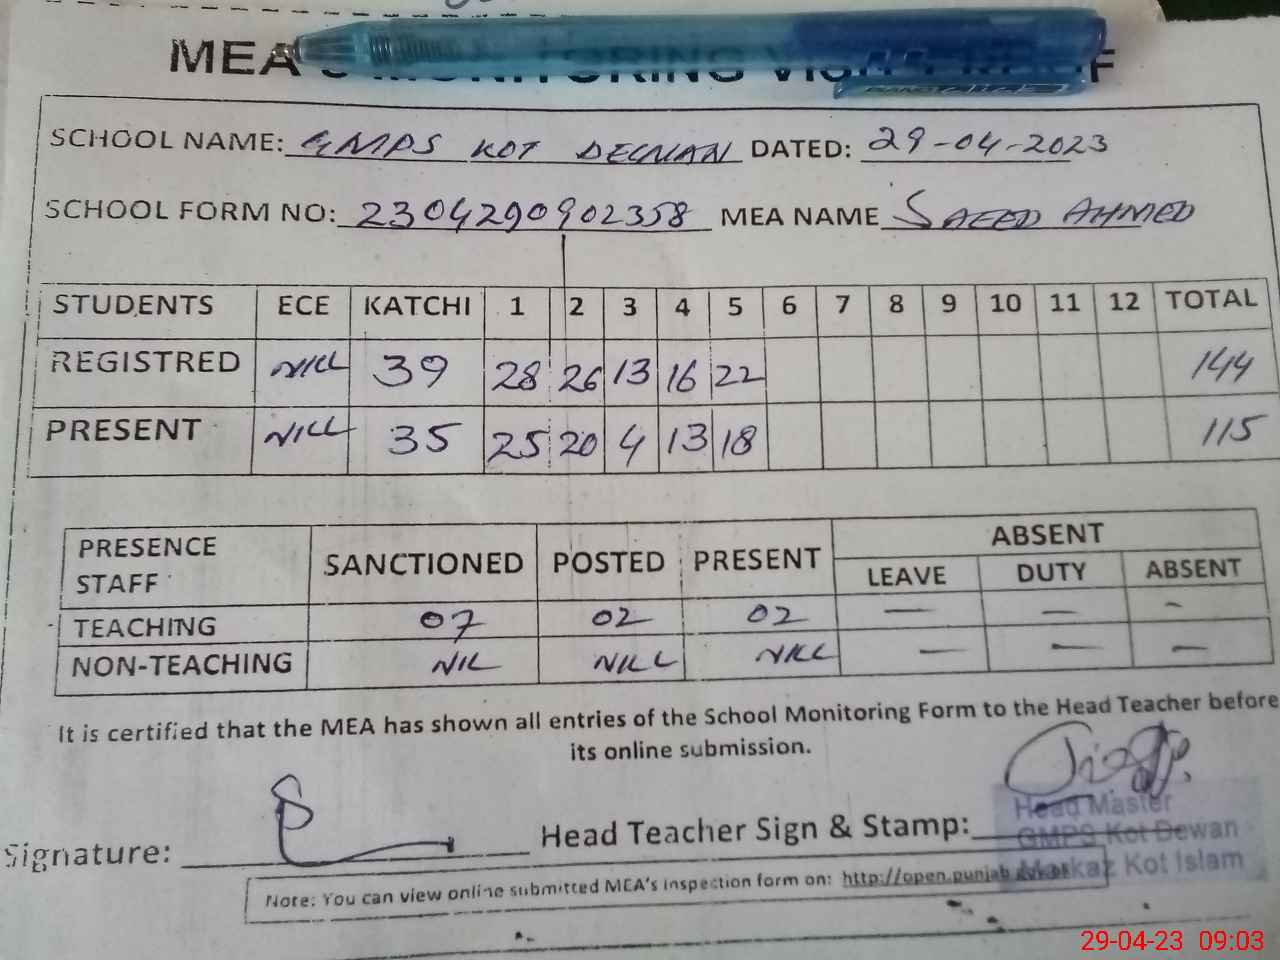 MEA'S MONITORING VISIT PROOF
SCHOOL NAME: GMPS KOT DEWAN DATED: 29-04-2023
SCHOOL FORM NO: 2304290902358 MEA NAME SAEED AHMED
STUDENTS ECE KATCHI 1 2 3 4 5 6 7 8 9 10 11 12 TOTAL
REGISTRED NILL 39 28 26 13 16 22 144
PRESENT NILL 35 25 20 4 13 18 115
PRESENCE STAFF SANCTIONED POSTED PRESENT ABSENT
LEAVE DUTY ABSENT
TEACHING 07 02 02 — — —
NON-TEACHING NIL NILL NILL — — —
It is certified that the MEA has shown all entries of the School Monitoring Form to the Head Teacher before
its online submission.
Signature: Head Teacher Sign & Stamp:
Head Master
GMPS Kot Dewan
Markaz Kot Islam
Note: You can view online submitted MEA's inspection form on: http://open.punjab
29-04-23 09:03